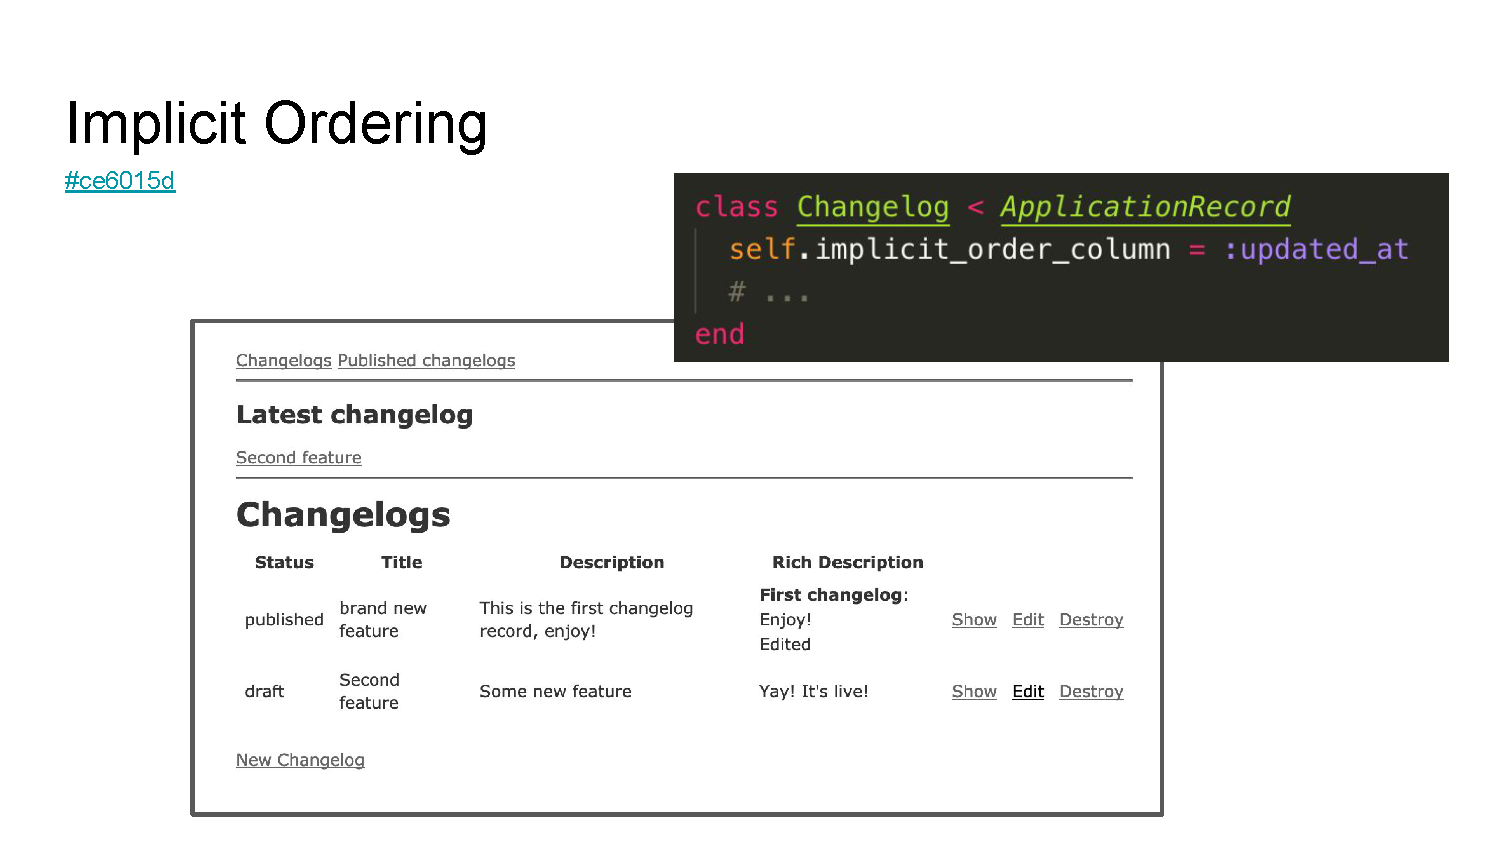 Implicit Ordering
#ce6015d
class Changelog < ApplicationRecord
self.implicit_order_column = :updated_at
# ...
end
Changelogs Published changelogs
Latest changelog
Second feature
Changelogs
Status Title Description Rich Description
published brand new feature This is the first changelog record, enjoy! First changelog: Enjoy! Edited Show Edit Destroy
draft Second feature Some new feature Yay! It's live! Show Edit Destroy
New Changelog